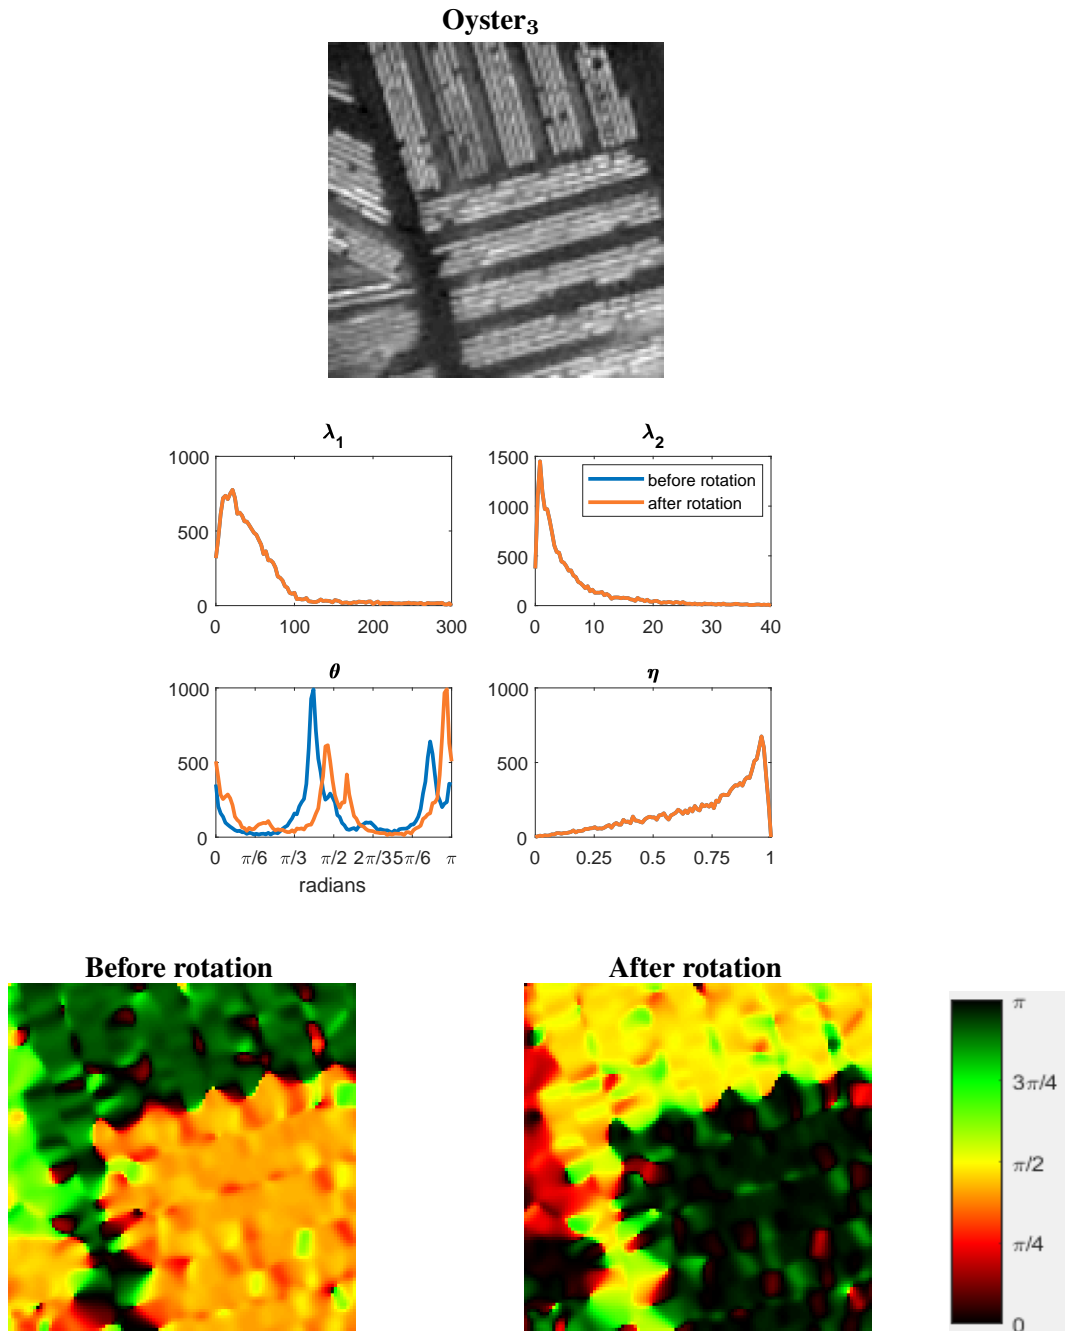 Oyster₃
λ₁
λ₂
1000
500
0
0
100
200
300
1500
1000
500
0
0
10
20
30
40
before rotation
after rotation
θ
η
1000
500
0
0
π/6
π/3
π/2
2π/3
5π/6
π
radians
1000
500
0
0
0.25
0.5
0.75
1
Before rotation
After rotation
π
3π/4
π/2
π/4
0